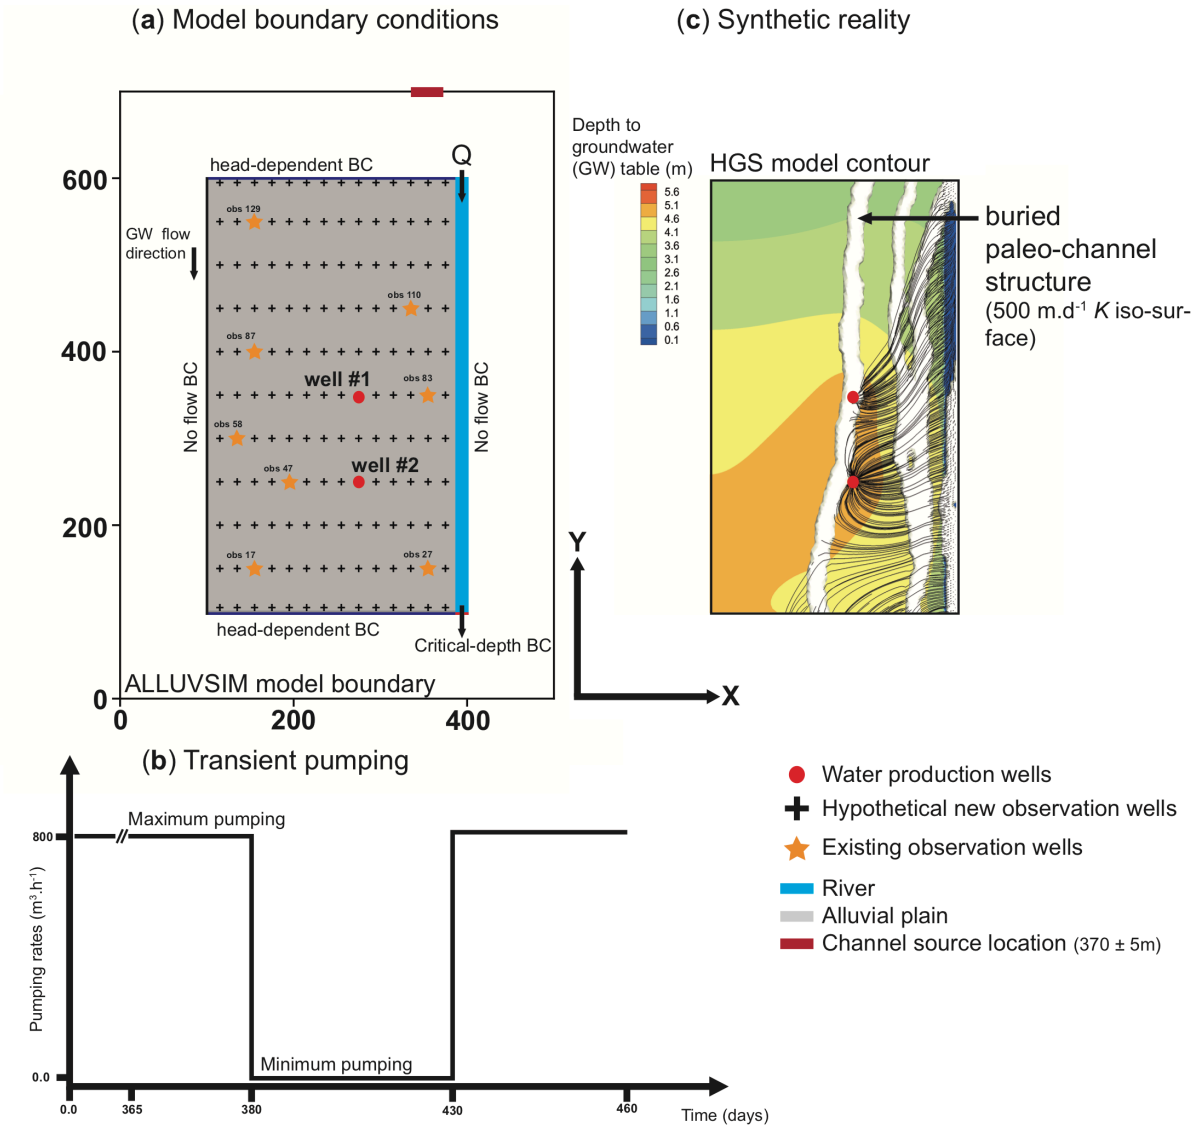 (a) Model boundary conditions
(c) Synthetic reality
Depth to
groundwater
(GW) table (m)
HGS model contour
5.6
5.1
4.6
4.1
3.6
3.1
2.6
2.1
1.6
1.1
0.6
0.1
buried
paleo-channel
structure
(500 m.d-1 K iso-sur-
face)
head-dependent BC
Q
600
400
200
0
0
200
400
obs 129
GW flow
direction
obs 110
obs 87
well #1
obs 83
No flow BC
No flow BC
obs 58
obs 47
well #2
obs 17
obs 27
head-dependent BC
Critical-depth BC
ALLUVSIM model boundary
Y
X
(b) Transient pumping
Maximum pumping
800
Pumping rates (m3.h-1)
Minimum pumping
0.0
0.0
365
380
430
460
Time (days)
Water production wells
Hypothetical new observation wells
Existing observation wells
River
Alluvial plain
Channel source location (370 ± 5m)